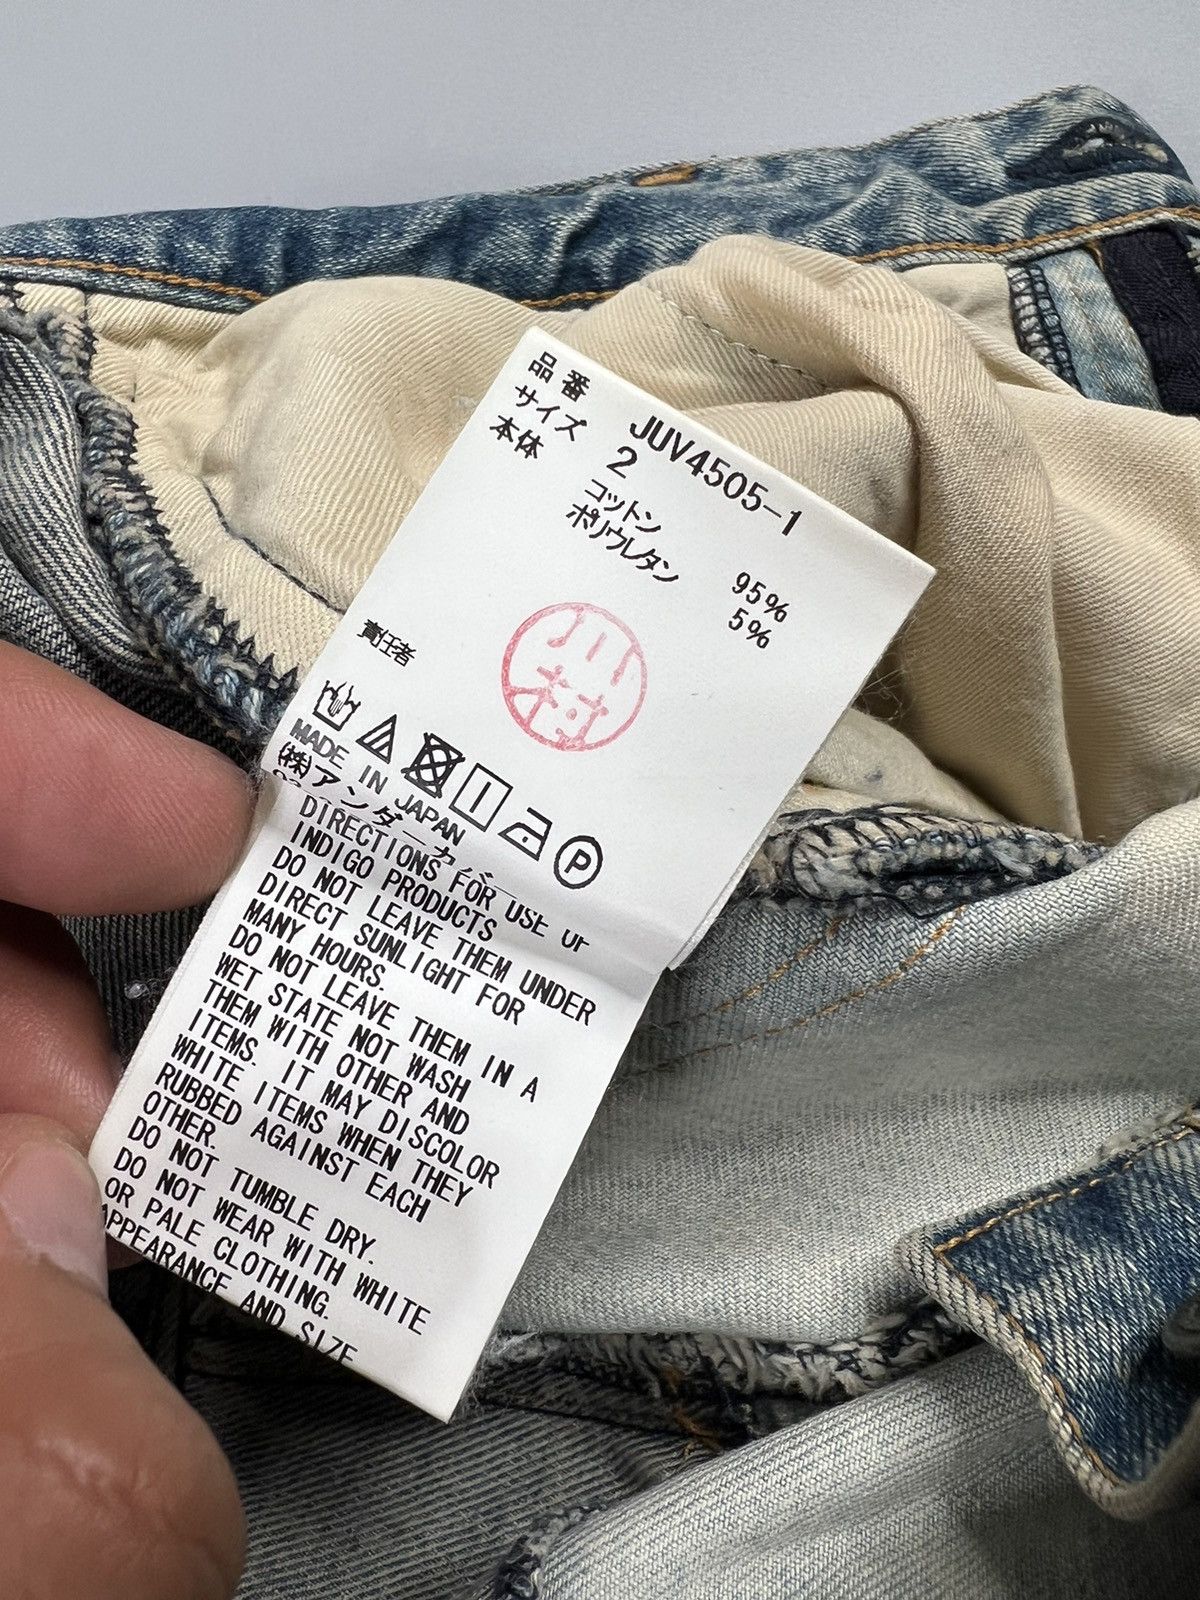 品番 JUV4505-1
サイズ 2
本体 コットン 95%
ポリウレタン 5%
責任者
川村
P
MADE IN JAPAN
(株)アンダーカバー
DIRECTIONS FOR USE OF
INDIGO PRODUCTS
DO NOT LEAVE THEM UNDER
DIRECT SUNLIGHT FOR
MANY HOURS.
DO NOT LEAVE THEM IN A
WET STATE NOT WASH
THEM WITH OTHER AND
ITEMS. IT MAY DISCOLOR
WHITE ITEMS WHEN THEY
RUBBED AGAINST EACH
OTHER.
DO NOT TUMBLE DRY.
DO NOT WEAR WITH WHITE
OR PALE CLOTHING.
APPEARANCE AND SIZE